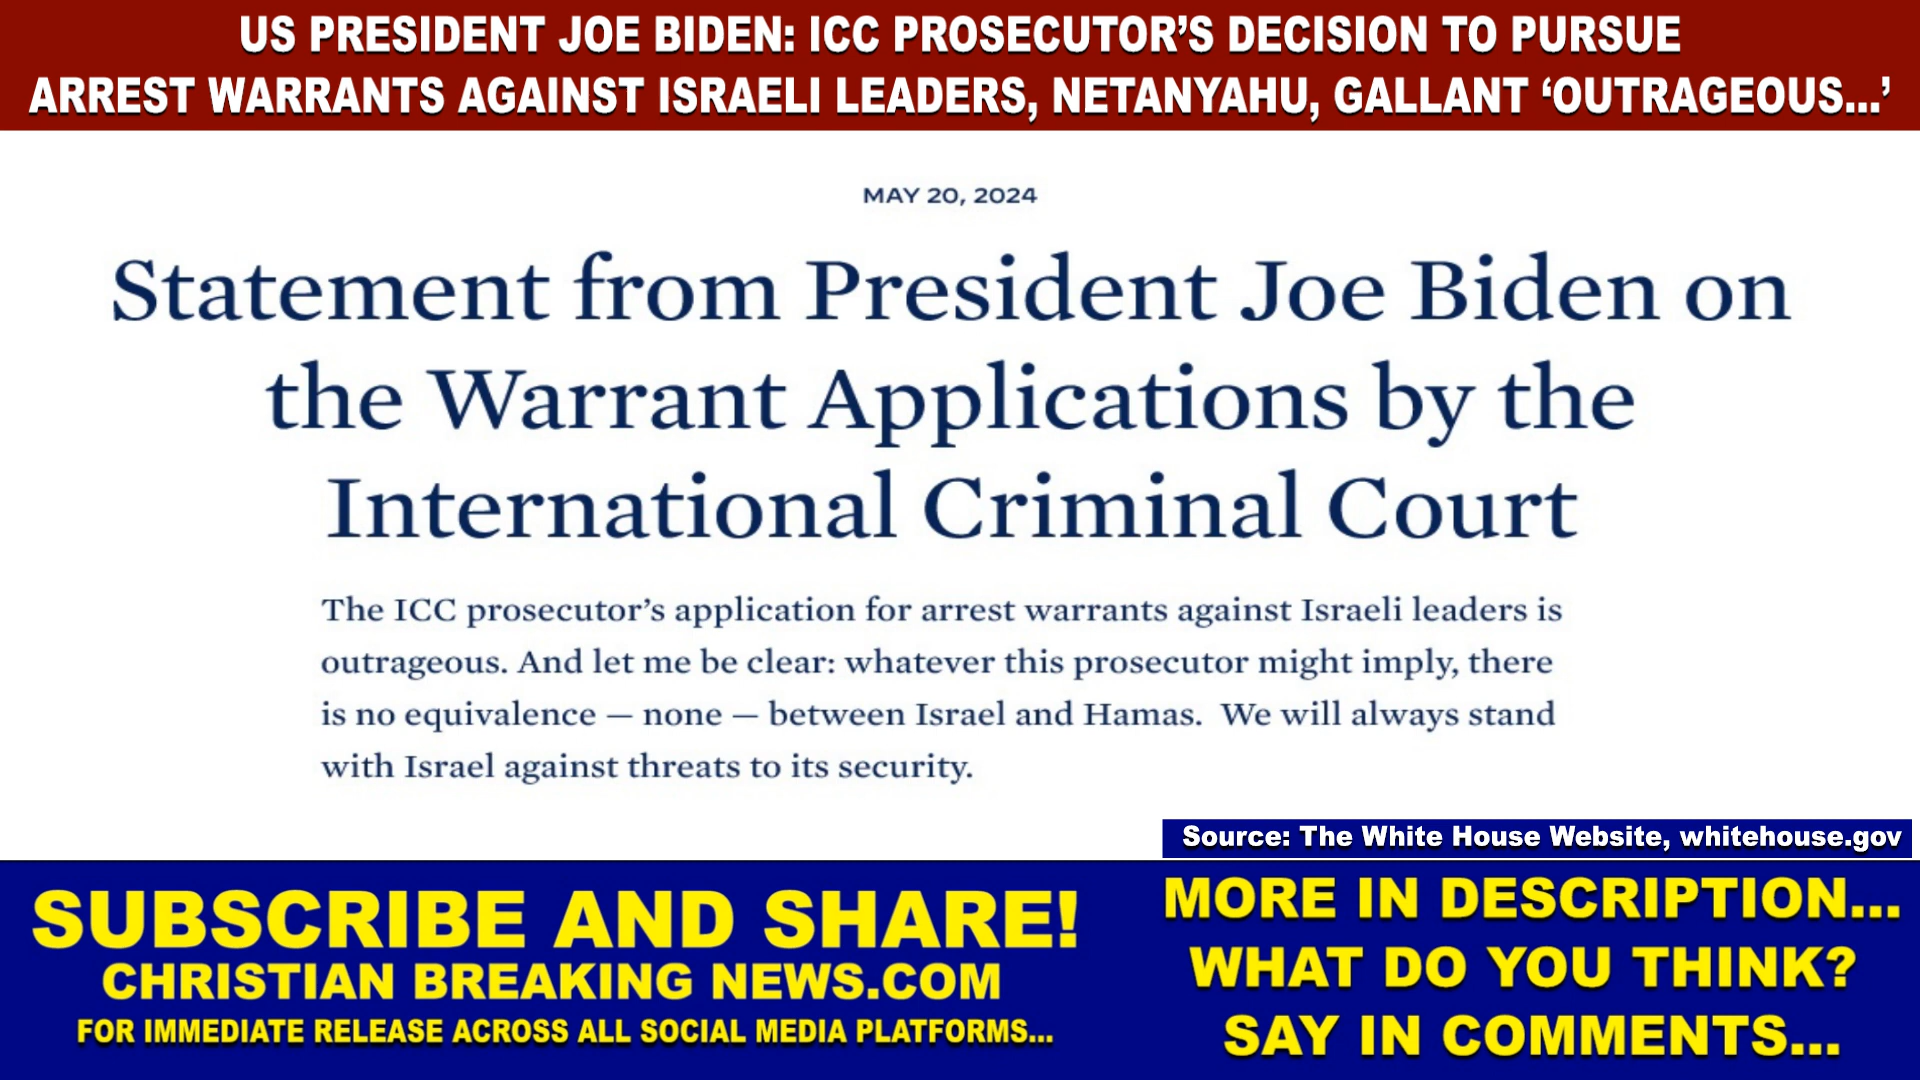 US PRESIDENT JOE BIDEN: ICC PROSECUTOR’S DECISION TO PURSUE
ARREST WARRANTS AGAINST ISRAELI LEADERS, NETANYAHU, GALLANT ‘OUTRAGEOUS...’
MAY 20, 2024
Statement from President Joe Biden on
the Warrant Applications by the
International Criminal Court
The ICC prosecutor’s application for arrest warrants against Israeli leaders is
outrageous. And let me be clear: whatever this prosecutor might imply, there
is no equivalence — none — between Israel and Hamas.  We will always stand
with Israel against threats to its security.
Source: The White House Website, whitehouse.gov
SUBSCRIBE AND SHARE!
CHRISTIAN BREAKING NEWS.COM
FOR IMMEDIATE RELEASE ACROSS ALL SOCIAL MEDIA PLATFORMS...
MORE IN DESCRIPTION...
WHAT DO YOU THINK?
SAY IN COMMENTS...